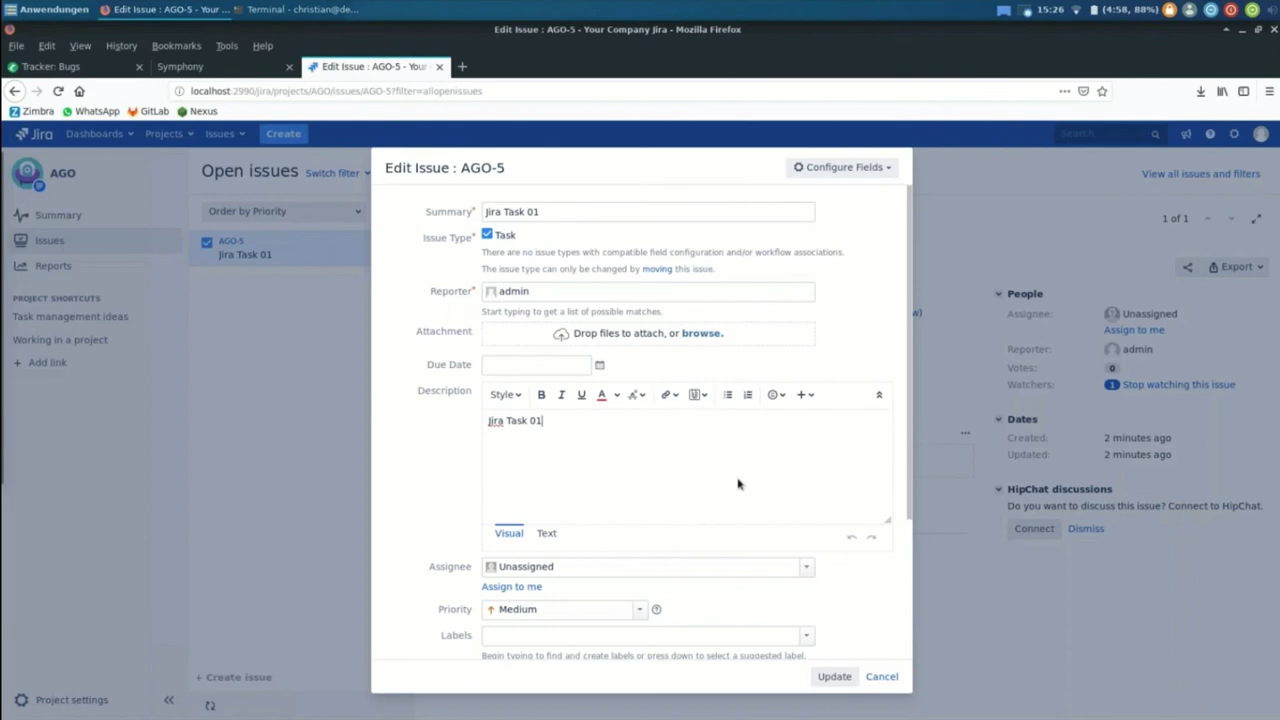 Anwendungen
Edit Issue : AGO-5 - Your ...
Terminal - christian@de...
15:26
(4:58, 88%)
Edit Issue : AGO-5 - Your Company Jira - Mozilla Firefox
File Edit View History Bookmarks Tools Help
Tracker: Bugs
Symphony
Edit Issue : AGO-5 - Your
localhost:2990/jira/projects/AGO/issues/AGO-5?filter=allopenissues
Zimbra WhatsApp GitLab Nexus
Jira Dashboards Projects Issues Create
Search
AGO
Summary
Issues
Reports
PROJECT SHORTCUTS
Task management ideas
Working in a project
+ Add link
Project settings
Open issues
Switch filter
Order by Priority
AGO-5
Jira Task 01
+ Create issue
Edit Issue : AGO-5
Configure Fields
Summary*
Jira Task 01
Issue Type*
Task
There are no issue types with compatible field configuration and/or workflow associations.
The issue type can only be changed by moving this issue.
Reporter*
admin
Start typing to get a list of possible matches.
Attachment
Drop files to attach, or browse.
Due Date
Description
Style B I U A
Jira Task 01
Visual Text
Assignee
Unassigned
Assign to me
Priority
Medium
Labels
Begin typing to find and create labels or press down to select a suggested label.
Update Cancel
View all issues and filters
1 of 1
Export
People
Assignee: Unassigned
Assign to me
Reporter: admin
Votes: 0
Watchers: 1 Stop watching this issue
Dates
Created: 2 minutes ago
Updated: 2 minutes ago
HipChat discussions
Do you want to discuss this issue? Connect to HipChat.
Connect Dismiss